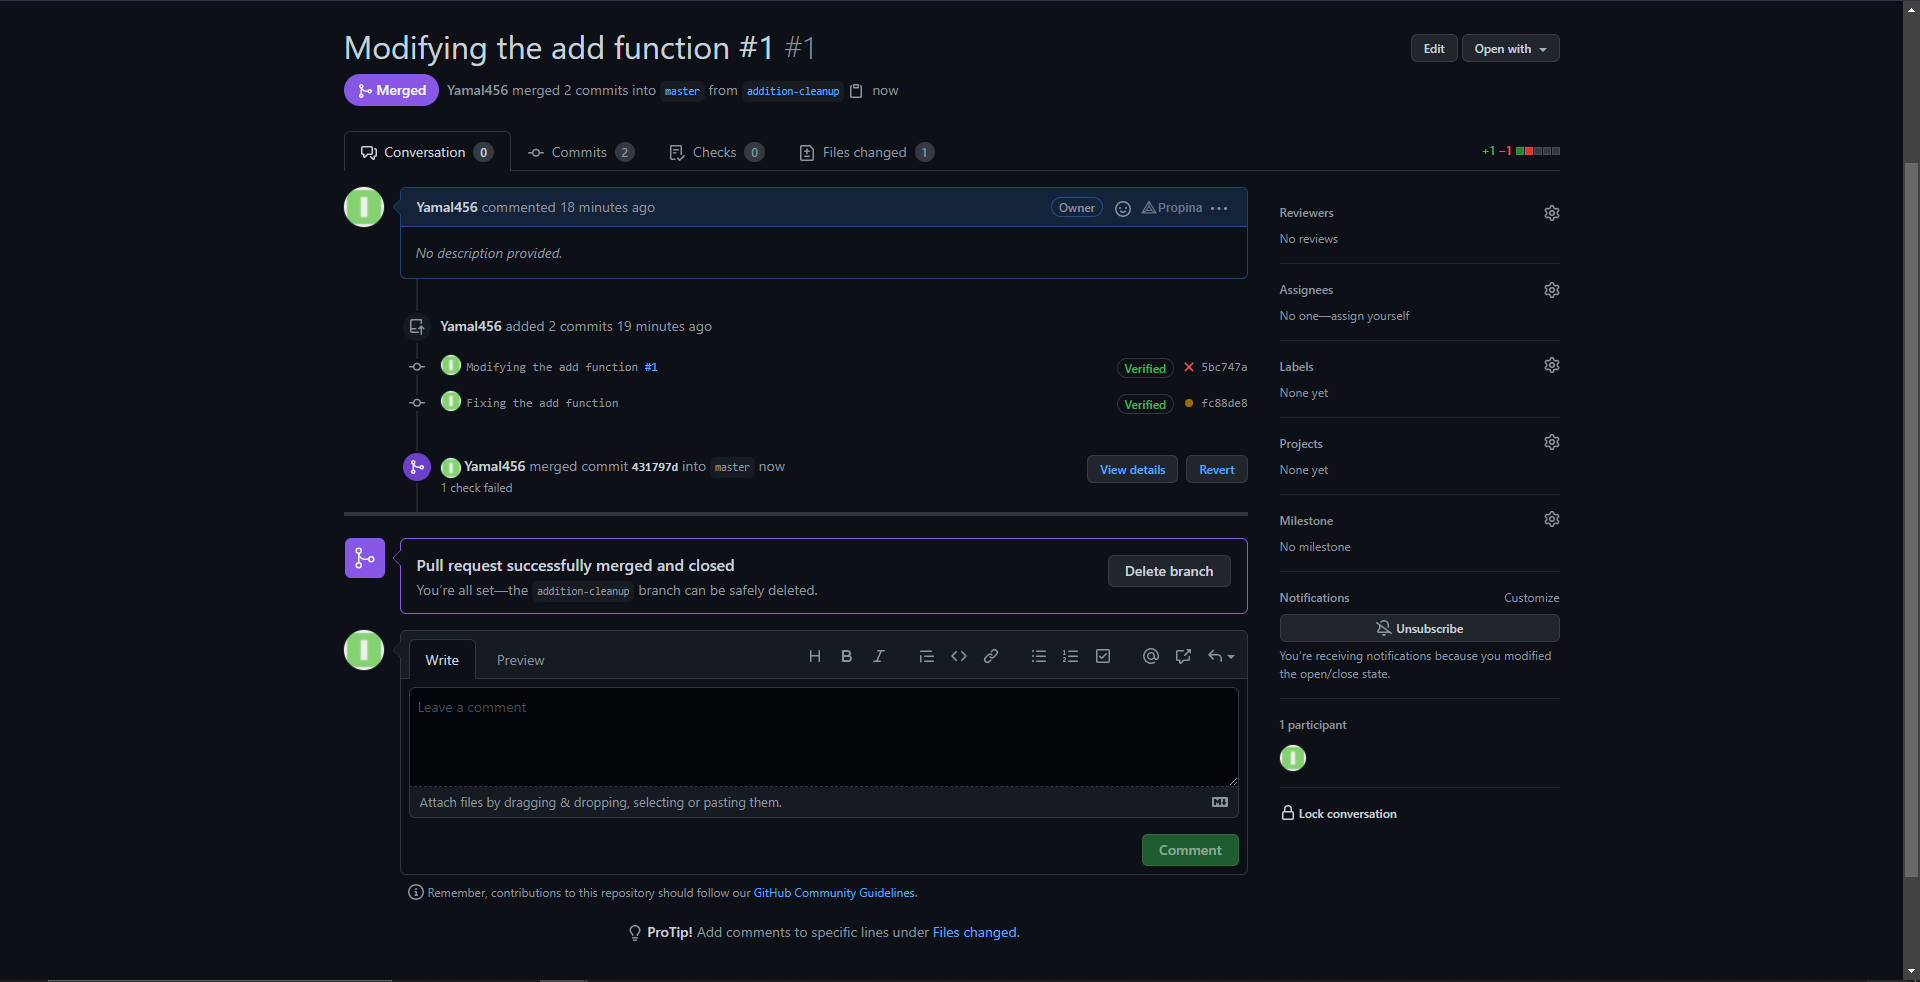 Modifying the add function #1 #1
Edit
Open with
Merged
Yamal456 merged 2 commits into master from addition-cleanup now
Conversation 0
Commits 2
Checks 0
Files changed 1
+1 −1
Yamal456 commented 18 minutes ago
Owner
Propina
No description provided.
Yamal456 added 2 commits 19 minutes ago
Modifying the add function #1
Verified
5bc747a
Fixing the add function
Verified
fc88de8
Yamal456 merged commit 431797d into master now
1 check failed
View details
Revert
Pull request successfully merged and closed
You're all set—the addition-cleanup branch can be safely deleted.
Delete branch
Write
Preview
Leave a comment
Attach files by dragging & dropping, selecting or pasting them.
Comment
Remember, contributions to this repository should follow our GitHub Community Guidelines.
ProTip! Add comments to specific lines under Files changed.
Reviewers
No reviews
Assignees
No one—assign yourself
Labels
None yet
Projects
None yet
Milestone
No milestone
Notifications
Customize
Unsubscribe
You're receiving notifications because you modified
the open/close state.
1 participant
Lock conversation